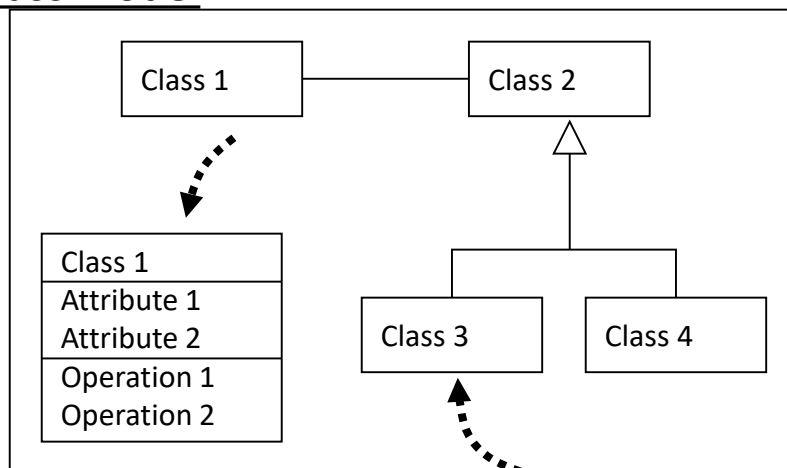 Class 1
Class 2
Class 1
Attribute 1
Attribute 2
Operation 1
Operation 2
Class 3
Class 4